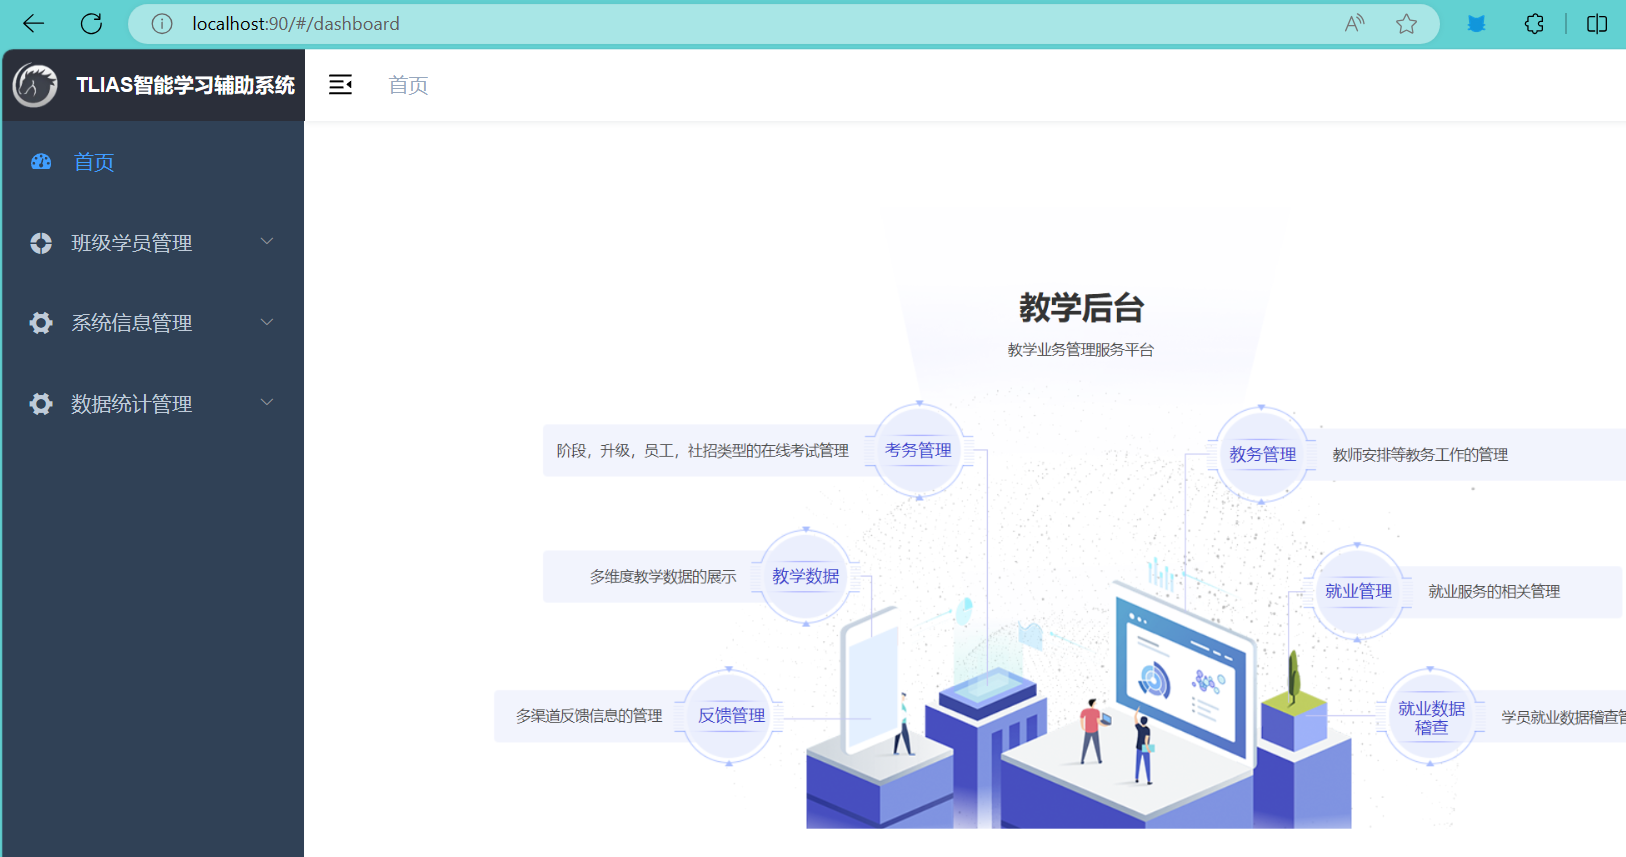 localhost:90/#/dashboard
TLIAS智能学习辅助系统
首页
首页
班级学员管理
系统信息管理
数据统计管理
教学后台
教学业务管理服务平台
阶段，升级，员工，社招类型的在线考试管理
考务管理
教务管理
教师安排等教务工作的管理
多维度教学数据的展示
教学数据
就业管理
就业服务的相关管理
多渠道反馈信息的管理
反馈管理
就业数据
稽查
学员就业数据稽查管